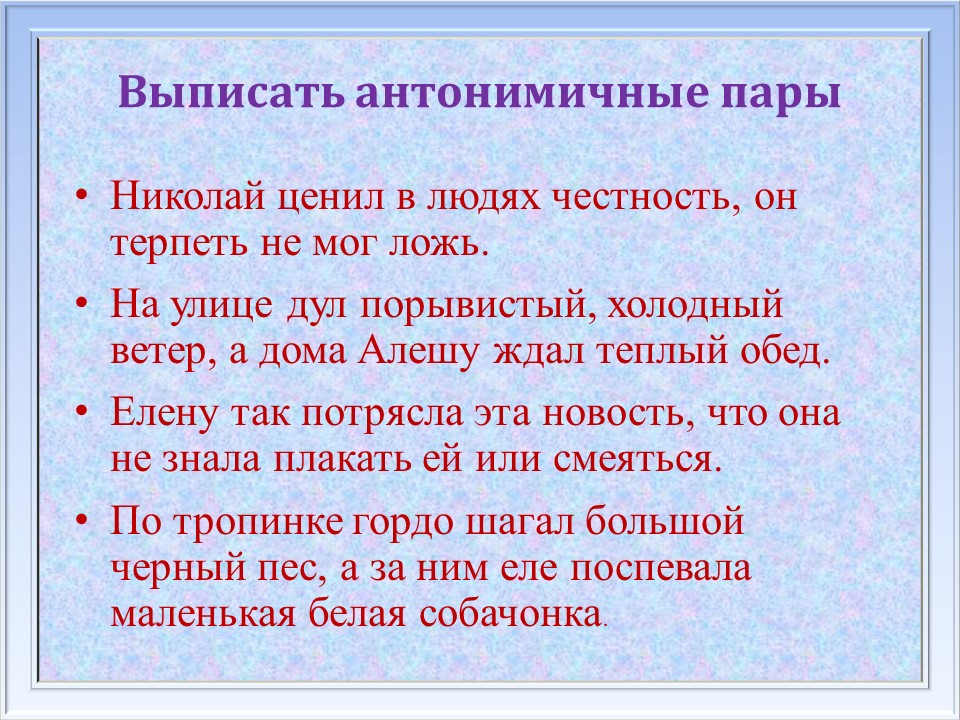 Выписать антонимичные пары
• Николай ценил в людях честность, он
терпеть не мог ложь.
• На улице дул порывистый, холодный
ветер, а дома Алешу ждал теплый обед.
• Елену так потрясла эта новость, что она
не знала плакать ей или смеяться.
• По тропинке гордо шагал большой
черный пес, а за ним еле поспевала
маленькая белая собачонка.